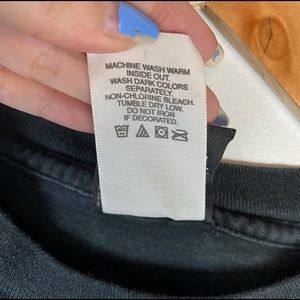 MACHINE WASH WARM
INSIDE OUT.
WASH DARK COLORS
SEPARATELY.
NON-CHLORINE BLEACH.
TUMBLE DRY LOW.
DO NOT IRON
IF DECORATED.